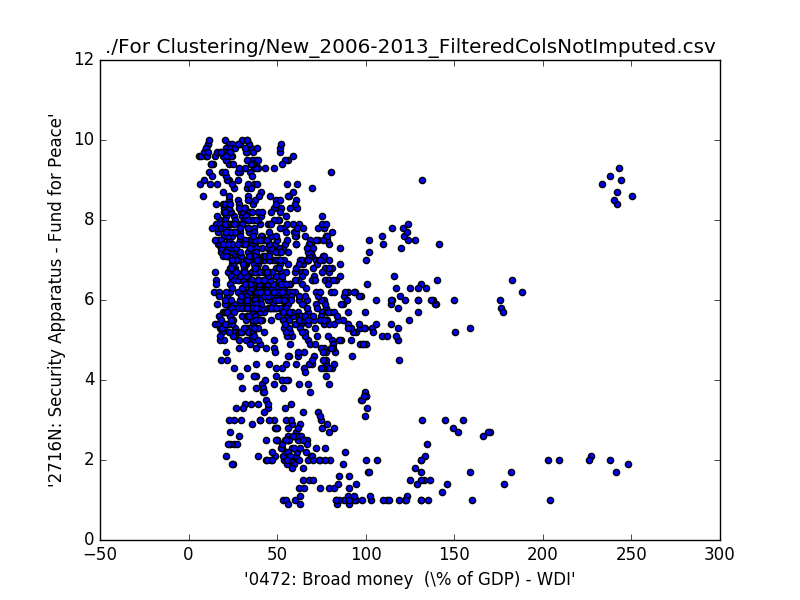 ./For Clustering/New_2006-2013_FilteredColsNotImputed.csv
12
10
8
6
4
2
0
'2716N: Security Apparatus - Fund for Peace'
−50 0 50 100 150 200 250 300
'0472: Broad money  (\% of GDP) - WDI'